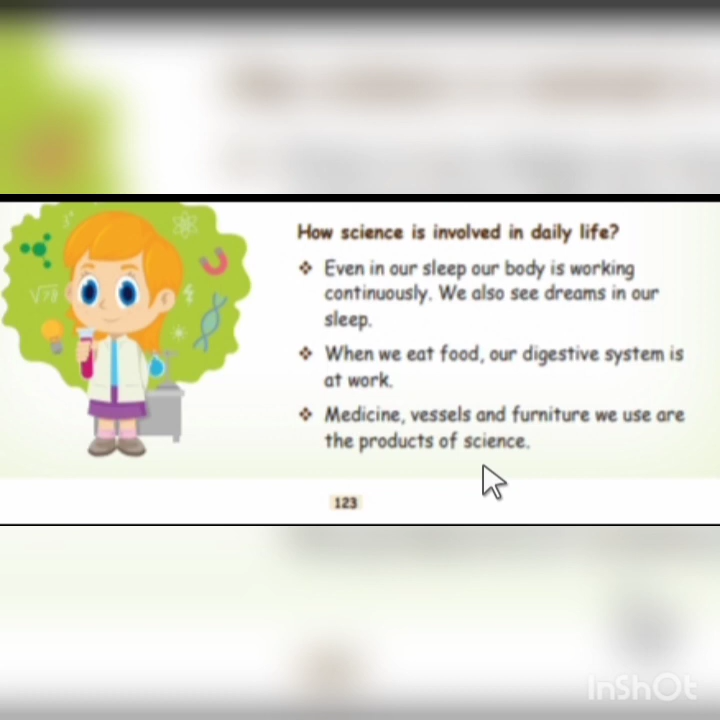 How science is involved in daily life?
❖ Even in our sleep our body is working
continuously. We also see dreams in our
sleep.
❖ When we eat food, our digestive system is
at work.
❖ Medicine, vessels and furniture we use are
the products of science.
123
InShOt